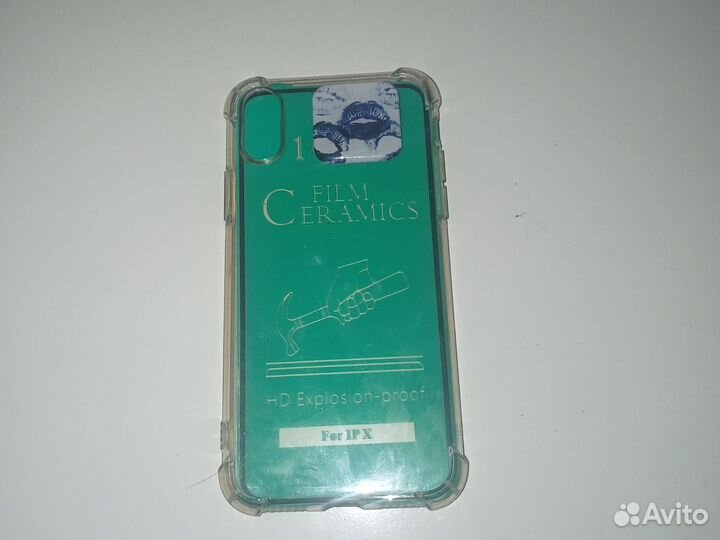 1
FILM
CERAMICS
HD Explosion-proof
For IP X
Avito